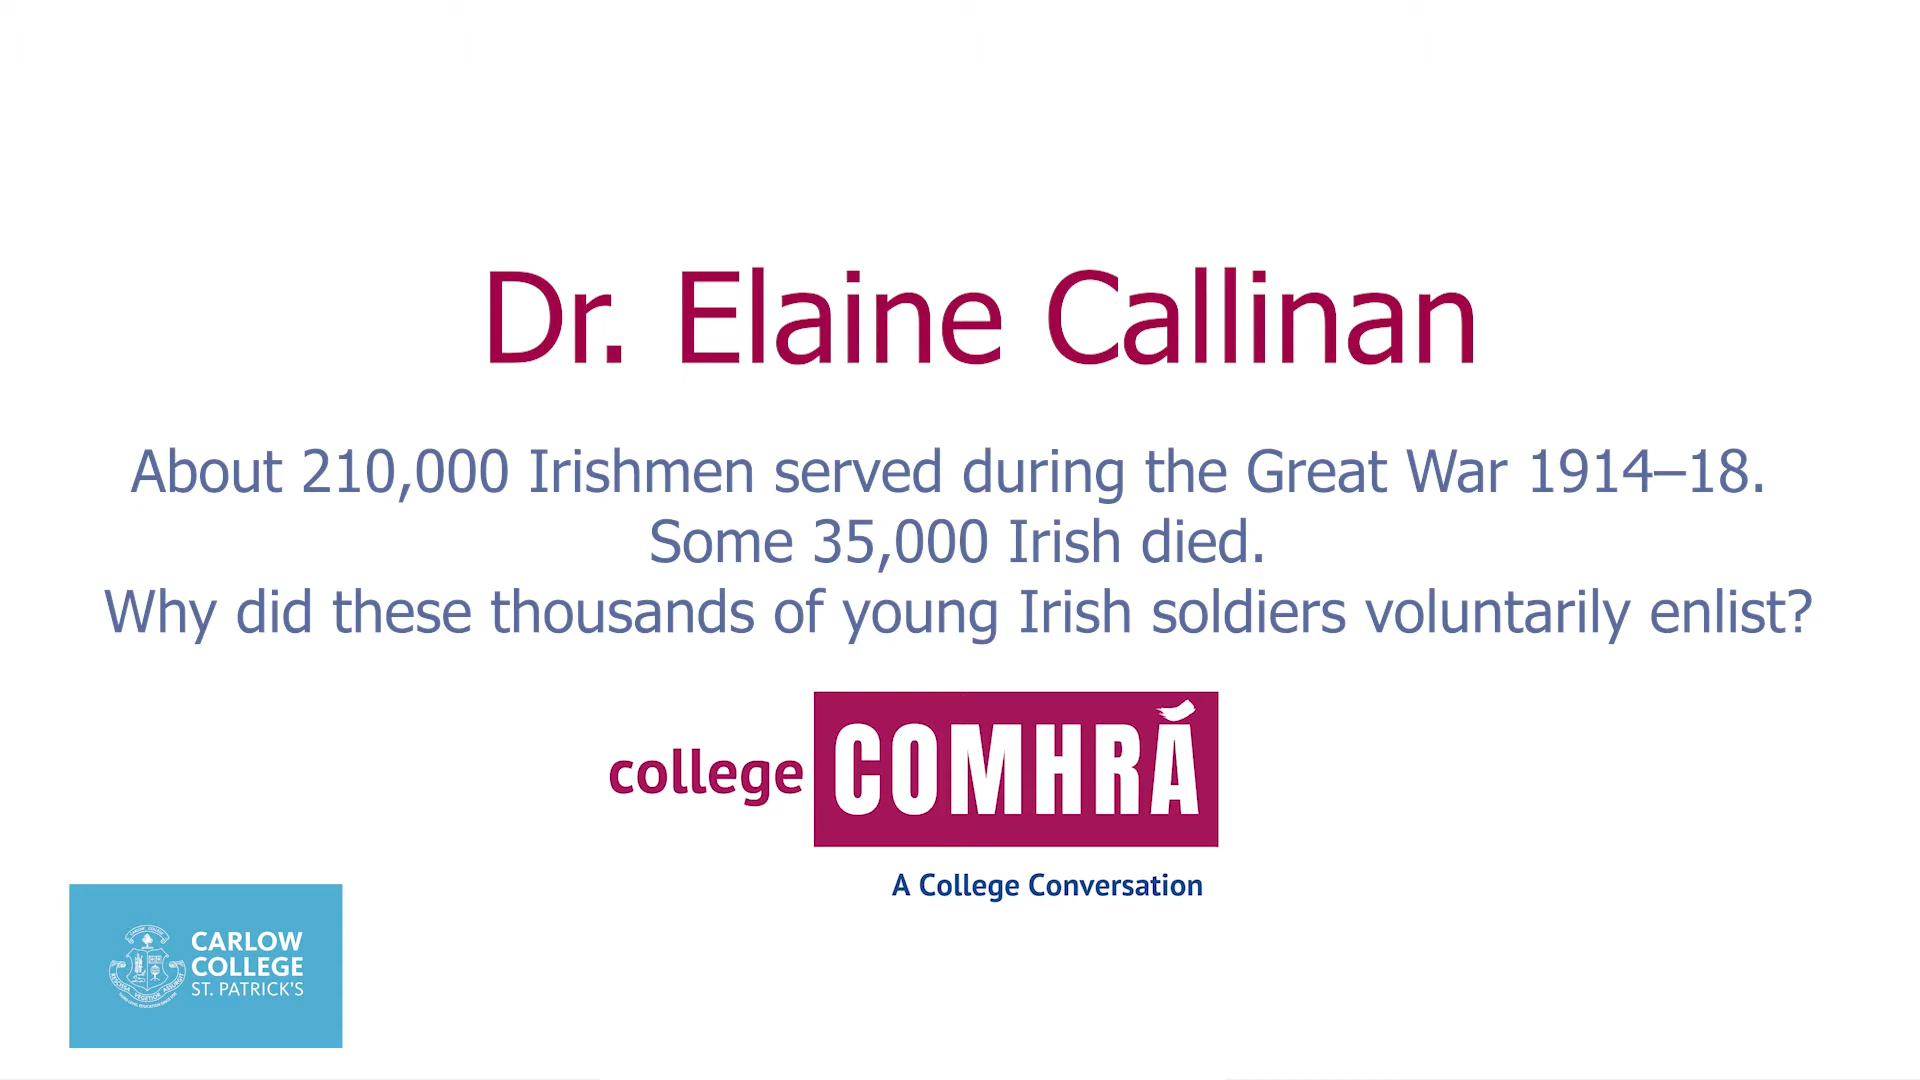 Dr. Elaine Callinan
About 210,000 Irishmen served during the Great War 1914–18.
Some 35,000 Irish died.
Why did these thousands of young Irish soldiers voluntarily enlist?
college COMHRÁ
A College Conversation
CARLOW
COLLEGE
ST. PATRICK'S